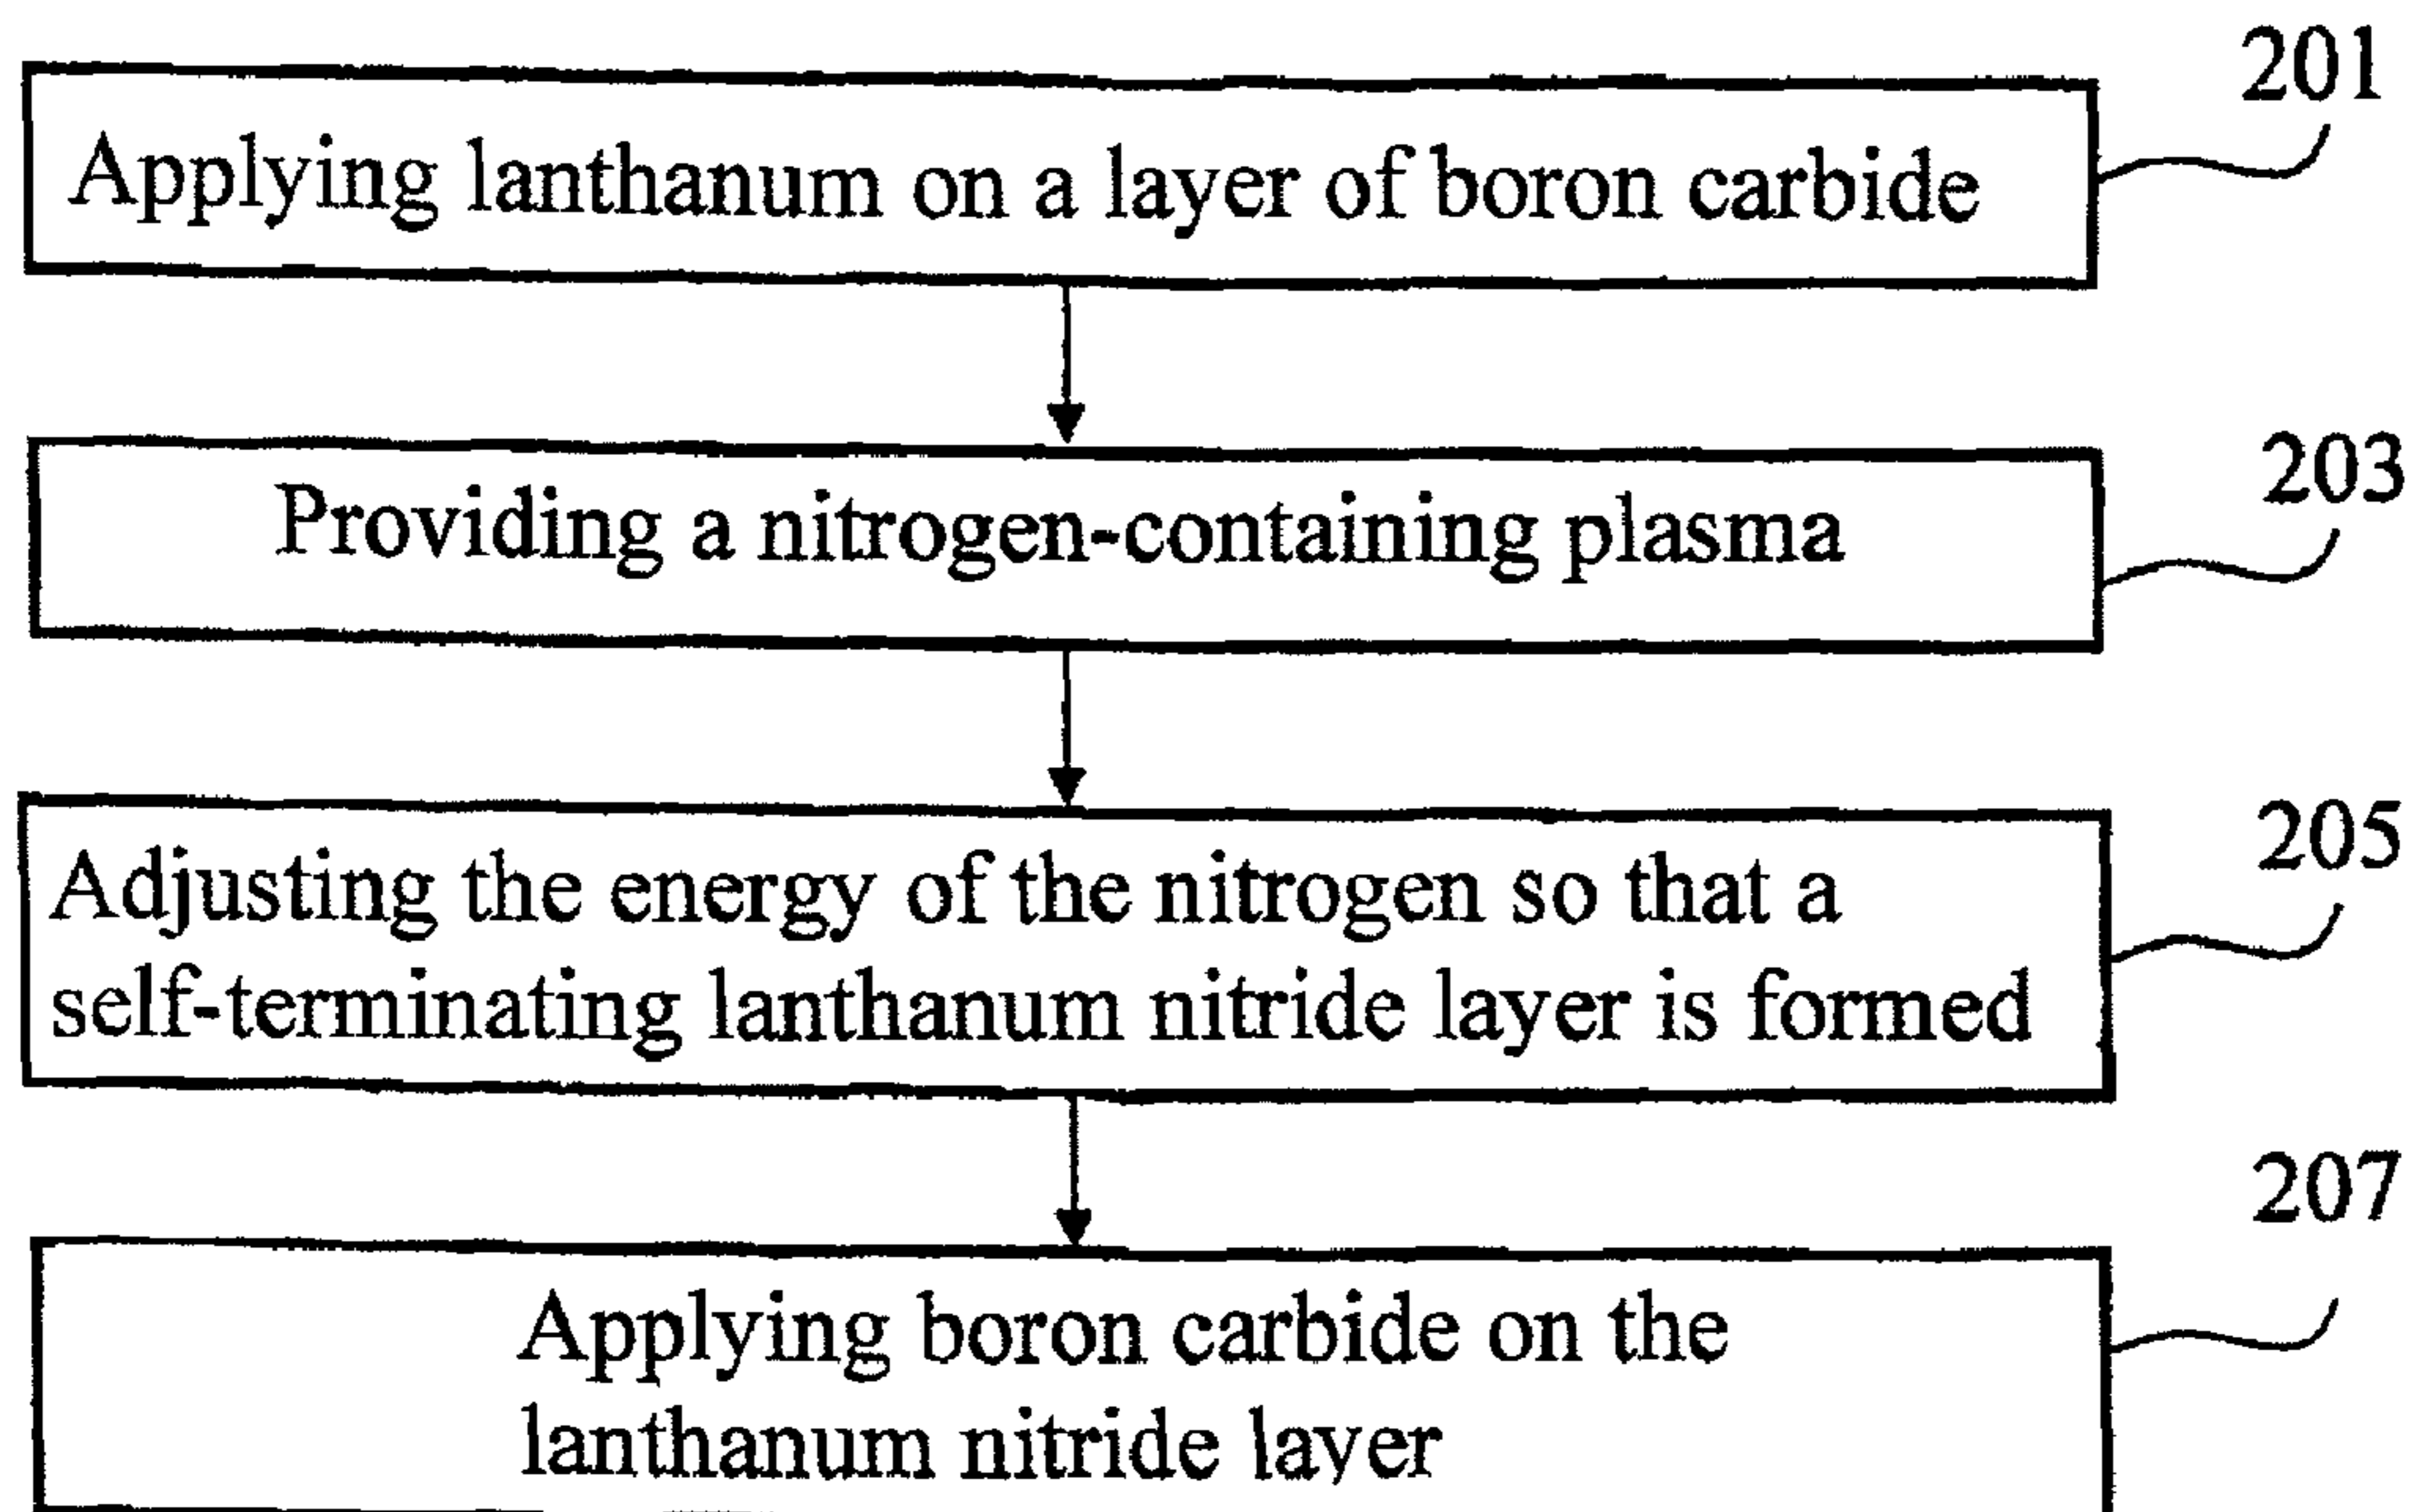 201
Applying lanthanum on a layer of boron carbide
203
Providing a nitrogen-containing plasma
205
Adjusting the energy of the nitrogen so that a
self-terminating lanthanum nitride layer is formed
207
Applying boron carbide on the
lanthanum nitride layer